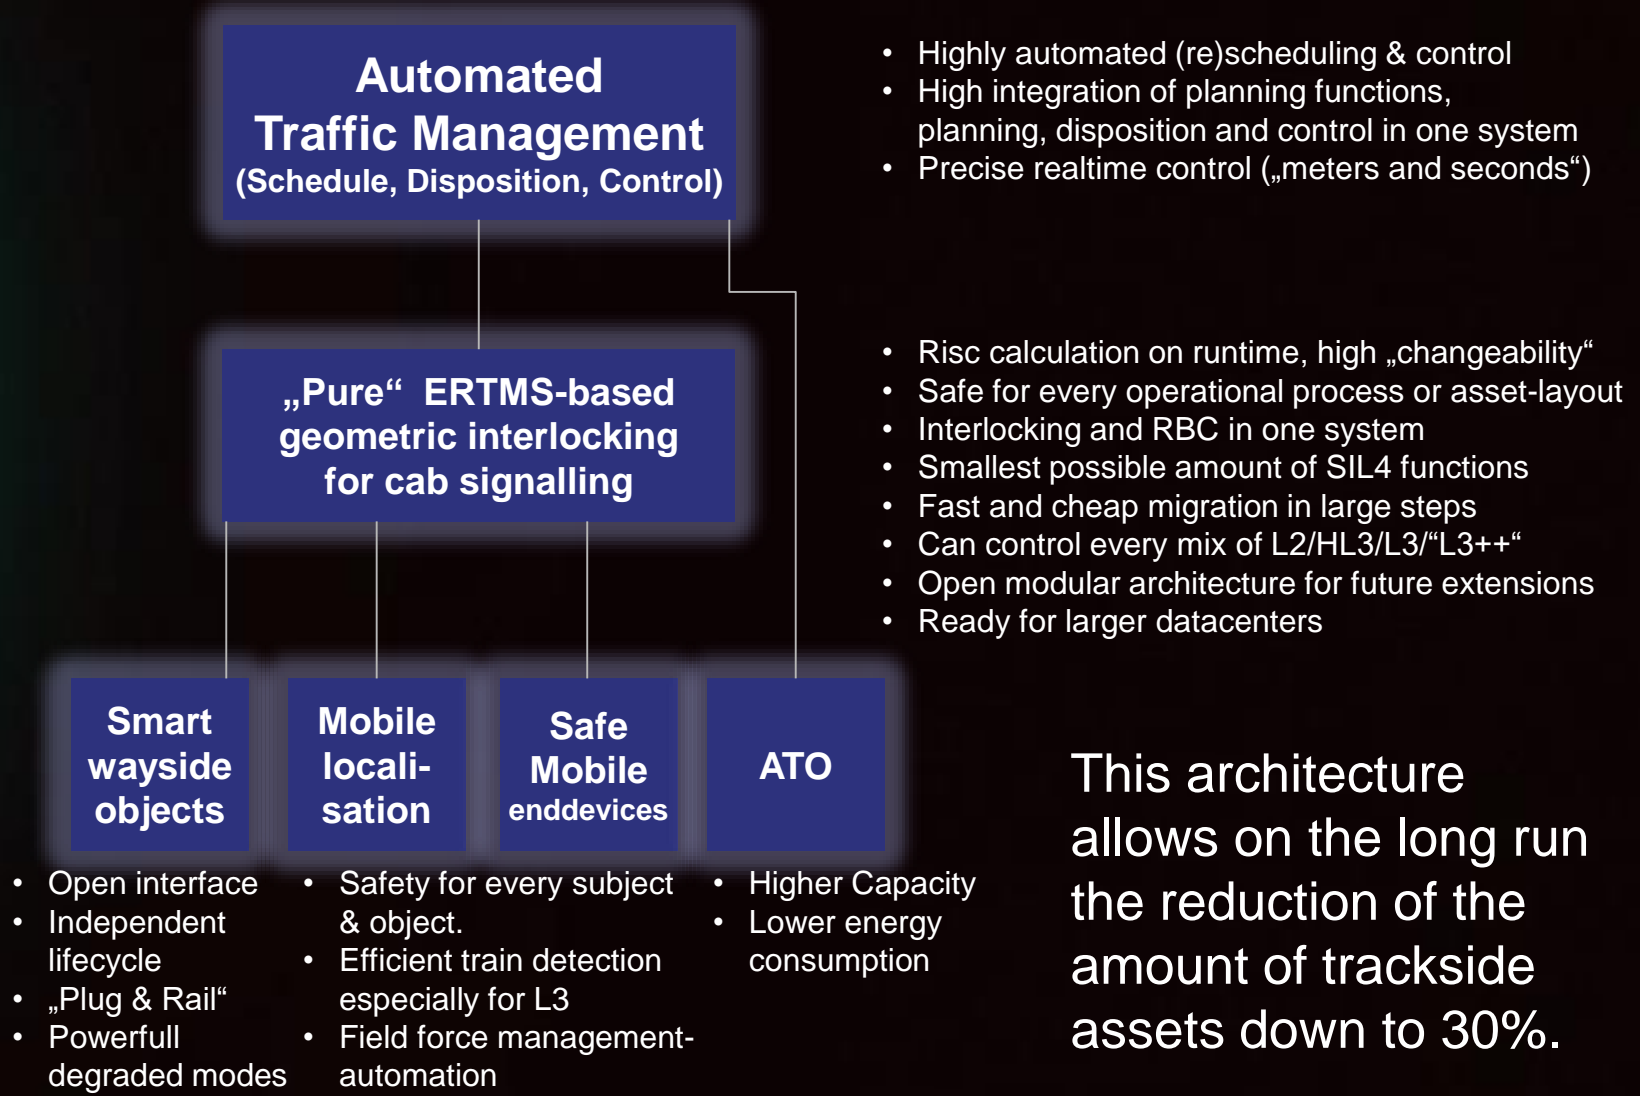 Automated
Traffic Management
(Schedule, Disposition, Control)
• Highly automated (re)scheduling & control
• High integration of planning functions,
planning, disposition and control in one system
• Precise realtime control („meters and seconds“)
„Pure“ ERTMS-based
geometric interlocking
for cab signalling
• Risc calculation on runtime, high „changeability“
• Safe for every operational process or asset-layout
• Interlocking and RBC in one system
• Smallest possible amount of SIL4 functions
• Fast and cheap migration in large steps
• Can control every mix of L2/HL3/L3/“L3++“
• Open modular architecture for future extensions
• Ready for larger datacenters
Smart
wayside
objects
Mobile
locali-
sation
Safe
Mobile
enddevices
ATO
• Open interface
• Independent
lifecycle
• „Plug & Rail“
• Powerfull
degraded modes
• Safety for every subject
& object.
• Efficient train detection
especially for L3
• Field force management-
automation
• Higher Capacity
• Lower energy
consumption
This architecture
allows on the long run
the reduction of the
amount of trackside
assets down to 30%.